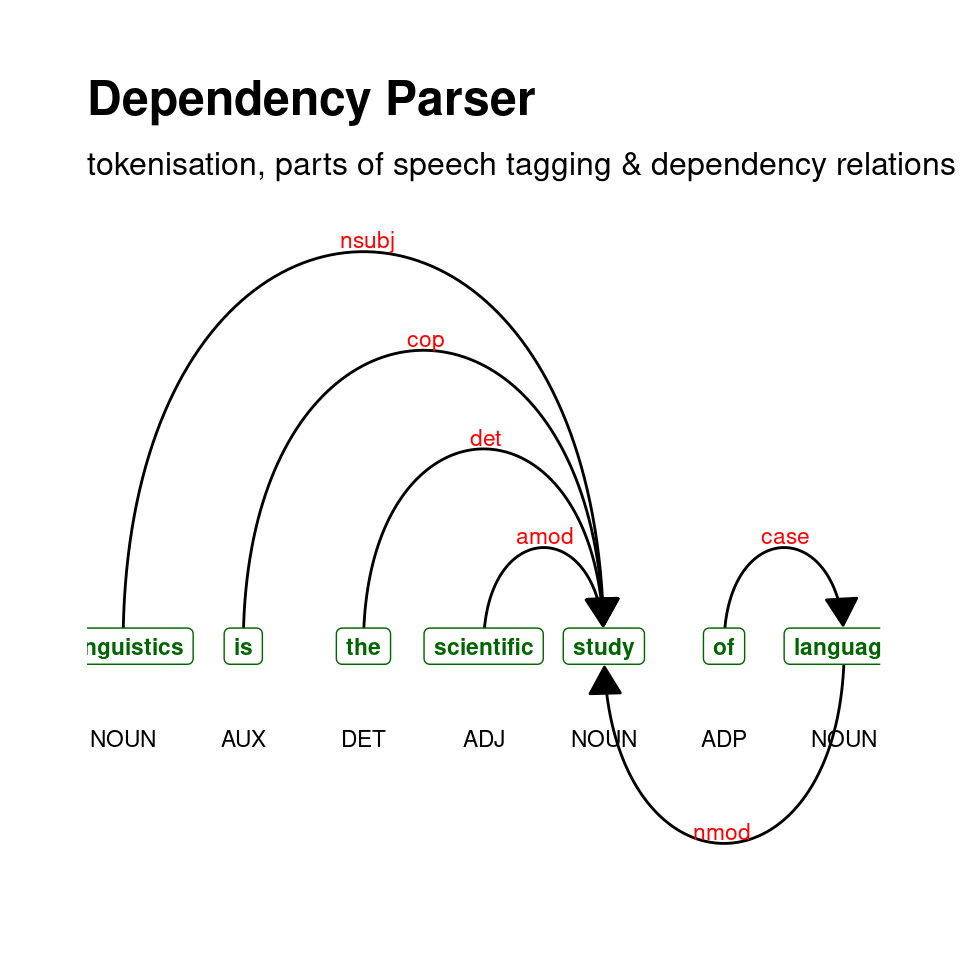 Dependency Parser
tokenisation, parts of speech tagging & dependency relations
nsubj
cop
det
amod case
nguistics is the scientific study of languag
NOUN AUX DET ADJ NOUN ADP NOUN
nmod